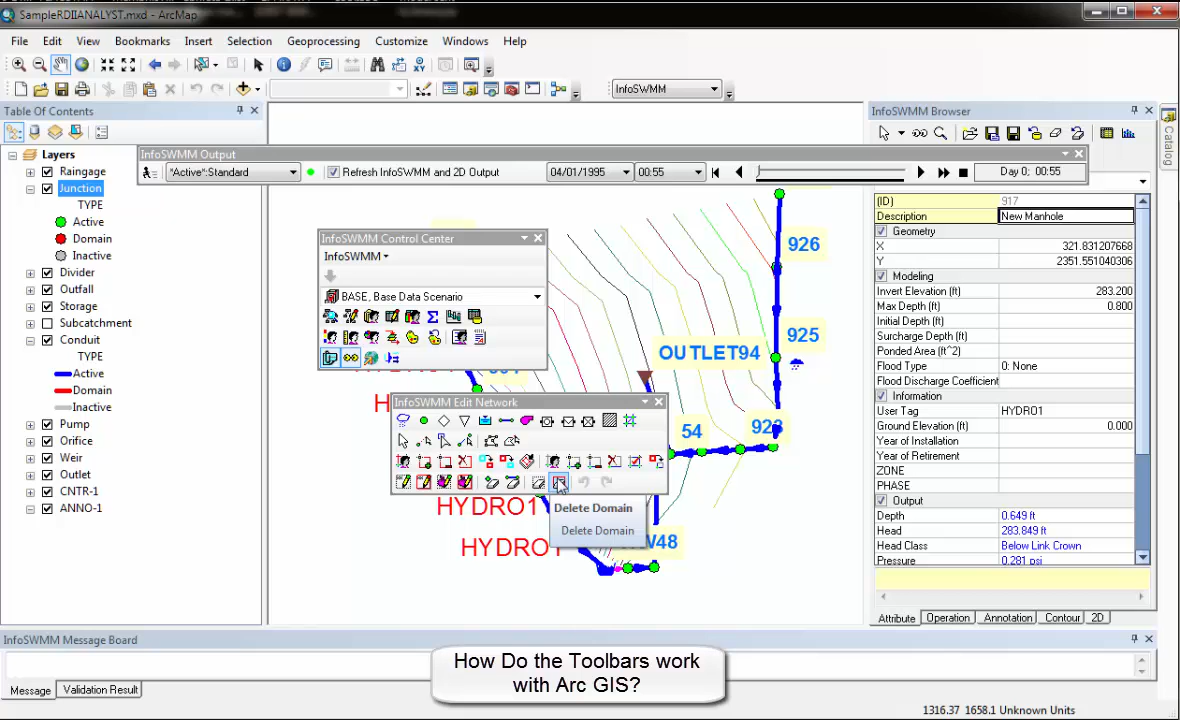 SampleRDIIANALYST.mxd - ArcMap
File Edit View Bookmarks Insert Selection Geoprocessing Customize Windows Help
InfoSWMM
Table Of Contents
Layers
Raingage
Junction
TYPE
Active
Domain
Inactive
Divider
Outfall
Storage
Subcatchment
Conduit
TYPE
Active
Domain
Inactive
Pump
Orifice
Weir
Outlet
CNTR-1
ANNO-1
InfoSWMM Output
*Active*:Standard Refresh InfoSWMM and 2D Output 04/01/1995 00:55 Day 0; 00:55
InfoSWMM Control Center
InfoSWMM
BASE, Base Data Scenario
InfoSWMM Edit Network
Delete Domain
Delete Domain
926
925
OUTLET94
54
923
HYDRO1
HYDRO1
W48
InfoSWMM Browser
Catalog
(ID) 917
Description New Manhole
Geometry
X 321.831207668
Y 2351.551040306
Modeling
Invert Elevation (ft) 283.200
Max Depth (ft) 0.800
Initial Depth (ft)
Surcharge Depth (ft)
Ponded Area (ft^2)
Flood Type 0: None
Flood Discharge Coefficient
Information
User Tag HYDRO1
Ground Elevation (ft) 0.000
Year of Installation
Year of Retirement
ZONE
PHASE
Output
Depth 0.649 ft
Head 283.849 ft
Head Class Below Link Crown
Pressure 0.281 psi
Attribute Operation Annotation Contour 2D
InfoSWMM Message Board
Message Validation Result
How Do the Toolbars work
with Arc GIS?
1316.37 1658.1 Unknown Units